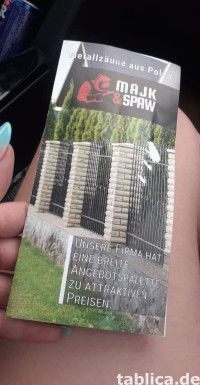 Metallzäune aus Polen
MAJK
& SPAW
UNSERE FIRMA HAT
EINE BREITE
ANGEBOTSPALETTE
ZU ATTRAKTIVEN
PREISEN
tablica.de